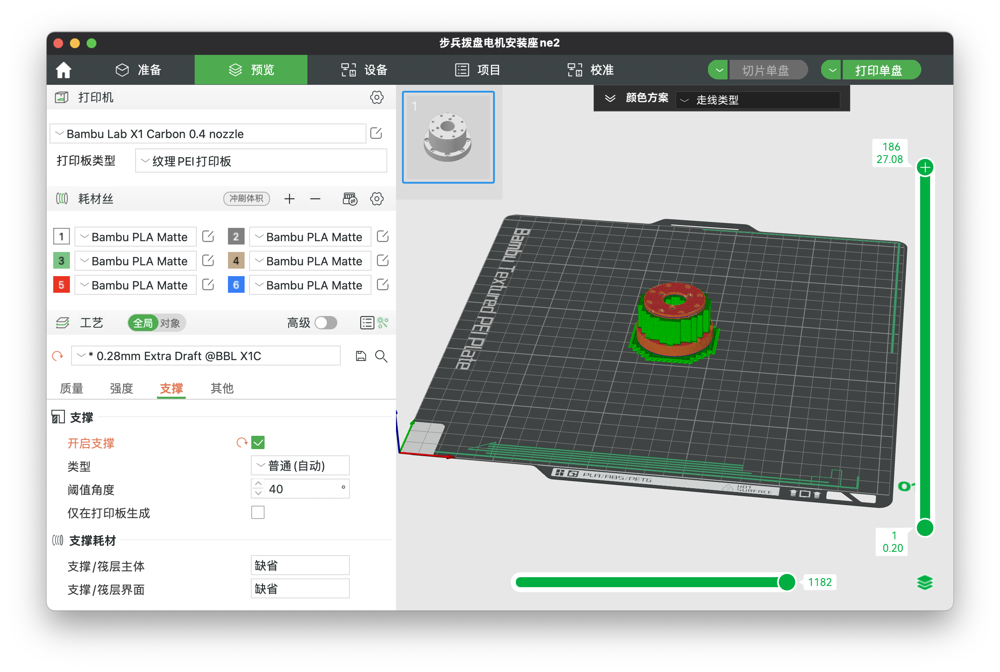 步兵拨盘电机安装座ne2
准备
预览
设备
项目
校准
切片单盘
打印单盘
打印机
Bambu Lab X1 Carbon 0.4 nozzle
打印板类型
纹理PEI打印板
耗材丝
冲刷体积
1 Bambu PLA Matte
2 Bambu PLA Matte
3 Bambu PLA Matte
4 Bambu PLA Matte
5 Bambu PLA Matte
6 Bambu PLA Matte
工艺
全局
对象
高级
* 0.28mm Extra Draft @BBL X1C
质量
强度
支撑
其他
支撑
开启支撑
类型
普通(自动)
阈值角度
40 °
仅在打印板生成
支撑耗材
支撑/筏层主体
缺省
支撑/筏层界面
缺省
1
颜色方案
走线类型
186
27.08
Bambu Textured PEI Plate
PLA/ABS/PETG
HOT
SURFACE
01
1
0.20
1182